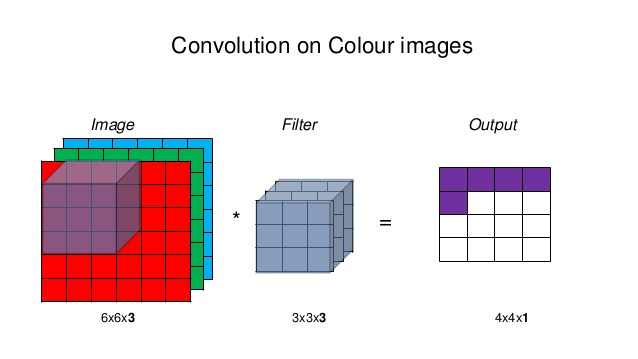 Convolution on Colour images
Image
Filter
Output
*
=
6x6x3
3x3x3
4x4x1